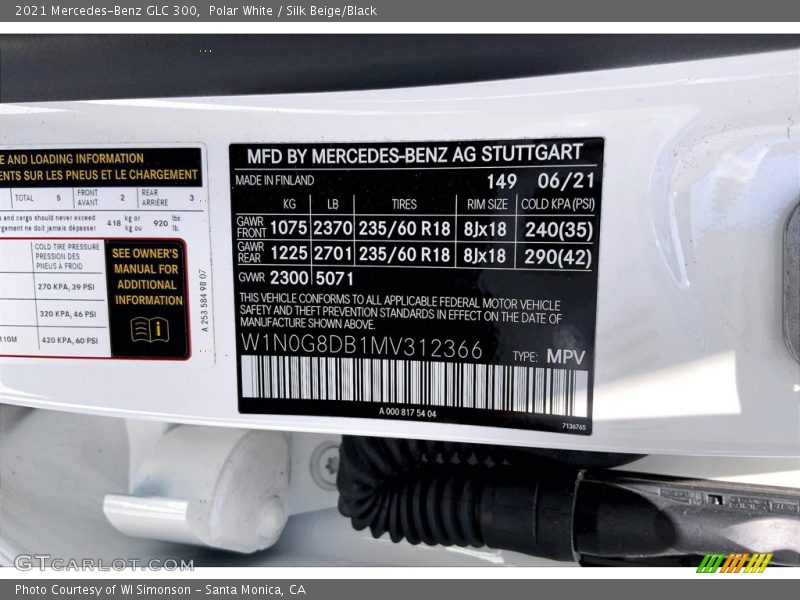 2021 Mercedes-Benz GLC 300, Polar White / Silk Beige/Black
E AND LOADING INFORMATION
ENTS SUR LES PNEUS ET LE CHARGEMENT
TOTAL 5 FRONT AVANT 2 REAR ARRIÈRE 3
s and cargo should never exceed
rgement ne doit jamais dépasser 418 kg or kg ou 920 lbs lb.
COLD TIRE PRESSURE
PRESSION DES
PNEUS À FROID
270 KPA, 39 PSI
320 KPA, 46 PSI
110M 420 KPA, 60 PSI
SEE OWNER'S
MANUAL FOR
ADDITIONAL
INFORMATION
A 253 584 98 07
MFD BY MERCEDES-BENZ AG STUTTGART
MADE IN FINLAND 149 06/21
KG LB TIRES RIM SIZE COLD KPA (PSI)
GAWR FRONT 1075 2370 235/60 R18 8Jx18 240(35)
GAWR REAR 1225 2701 235/60 R18 8Jx18 290(42)
GVWR 2300 5071
THIS VEHICLE CONFORMS TO ALL APPLICABLE FEDERAL MOTOR VEHICLE
SAFETY AND THEFT PREVENTION STANDARDS IN EFFECT ON THE DATE OF
MANUFACTURE SHOWN ABOVE.
W1N0G8DB1MV312366 TYPE: MPV
A 000 817 54 04
7136765
GTCARLOT.COM
Photo Courtesy of WI Simonson - Santa Monica, CA